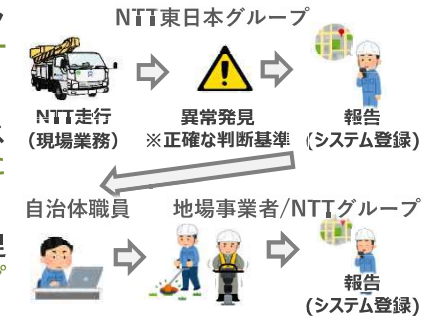 NTT東日本グループ
NTT走行
(現場業務)
異常発見
※正確な判断基準
報告
(システム登録)
自治体職員
地場事業者/NTTグループ
報告
(システム登録)